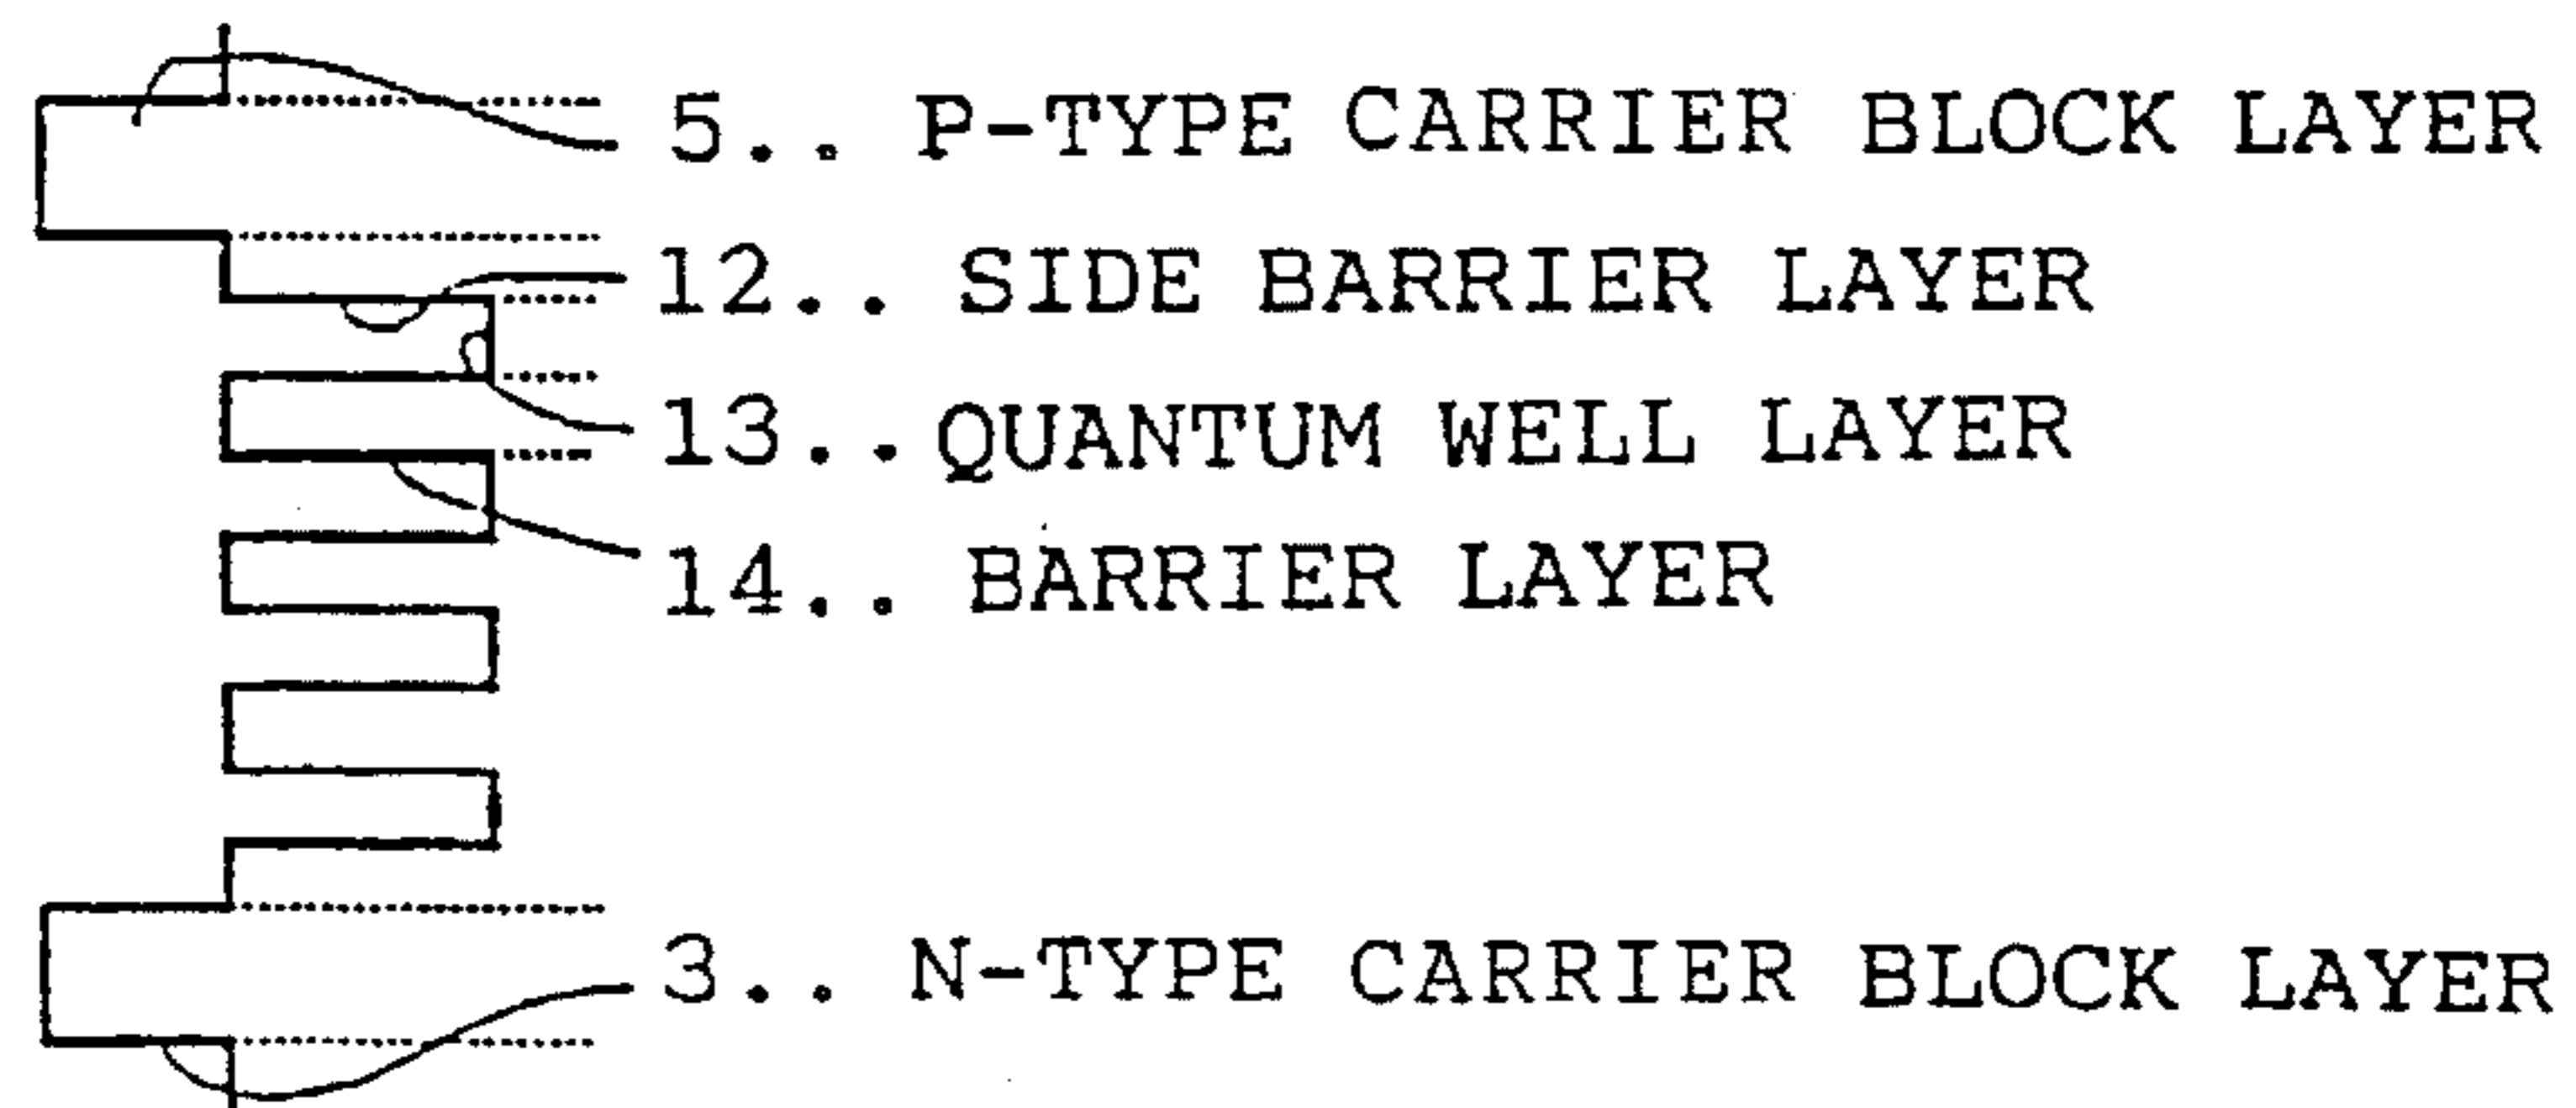 5.. P-TYPE CARRIER BLOCK LAYER
12.. SIDE BARRIER LAYER
13.. QUANTUM WELL LAYER
14.. BARRIER LAYER
3.. N-TYPE CARRIER BLOCK LAYER